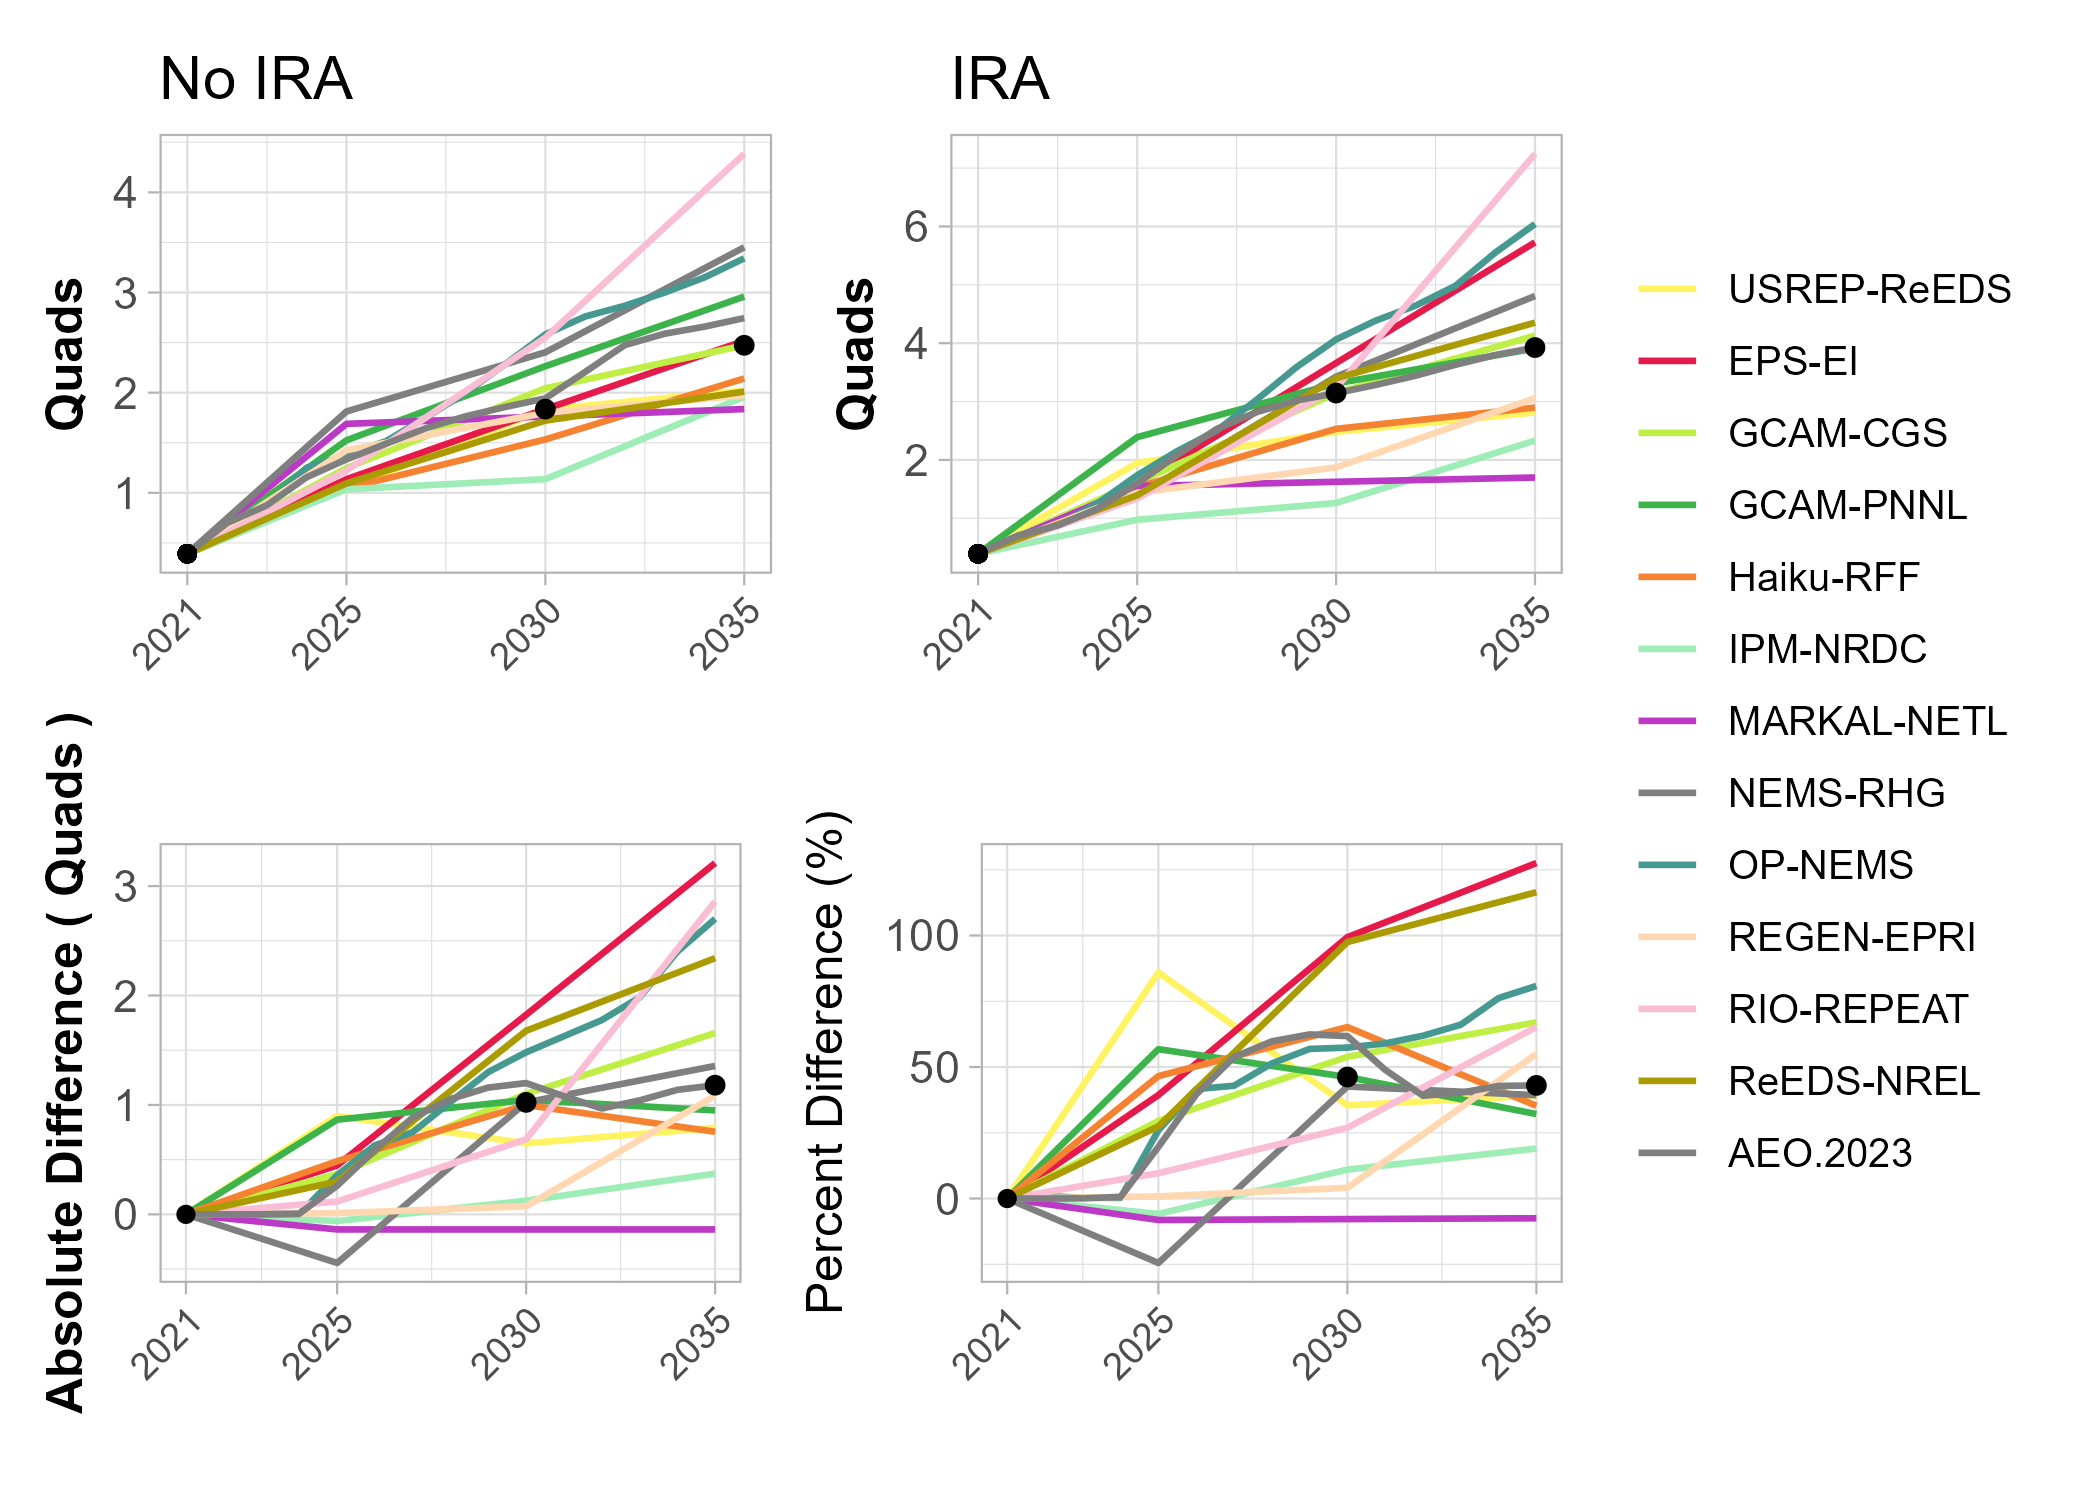 No IRA
IRA
Quads
4
3
2
1
2021
2025
2030
2035
Quads
6
4
2
2021
2025
2030
2035
Absolute Difference ( Quads )
3
2
1
0
2021
2025
2030
2035
Percent Difference (%)
100
50
0
2021
2025
2030
2035
USREP-ReEDS
EPS-EI
GCAM-CGS
GCAM-PNNL
Haiku-RFF
IPM-NRDC
MARKAL-NETL
NEMS-RHG
OP-NEMS
REGEN-EPRI
RIO-REPEAT
ReEDS-NREL
AEO.2023